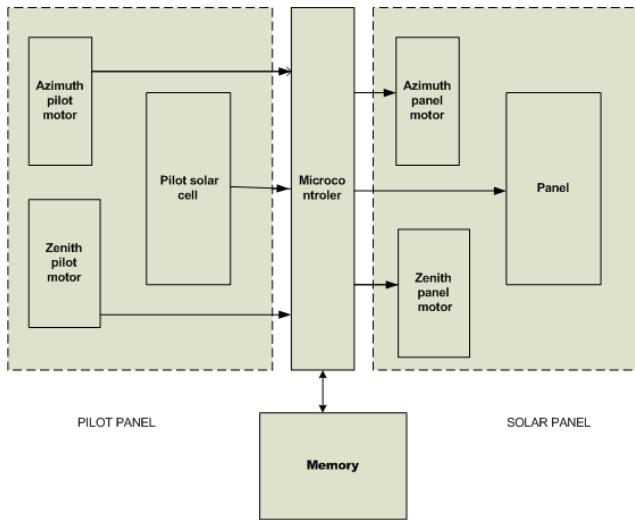 Azimuth
pilot
motor
Pilot solar
cell
Zenith
pilot
motor
Microco
ntroler
Azimuth
panel
motor
Panel
Zenith
panel
motor
PILOT PANEL
SOLAR PANEL
Memory